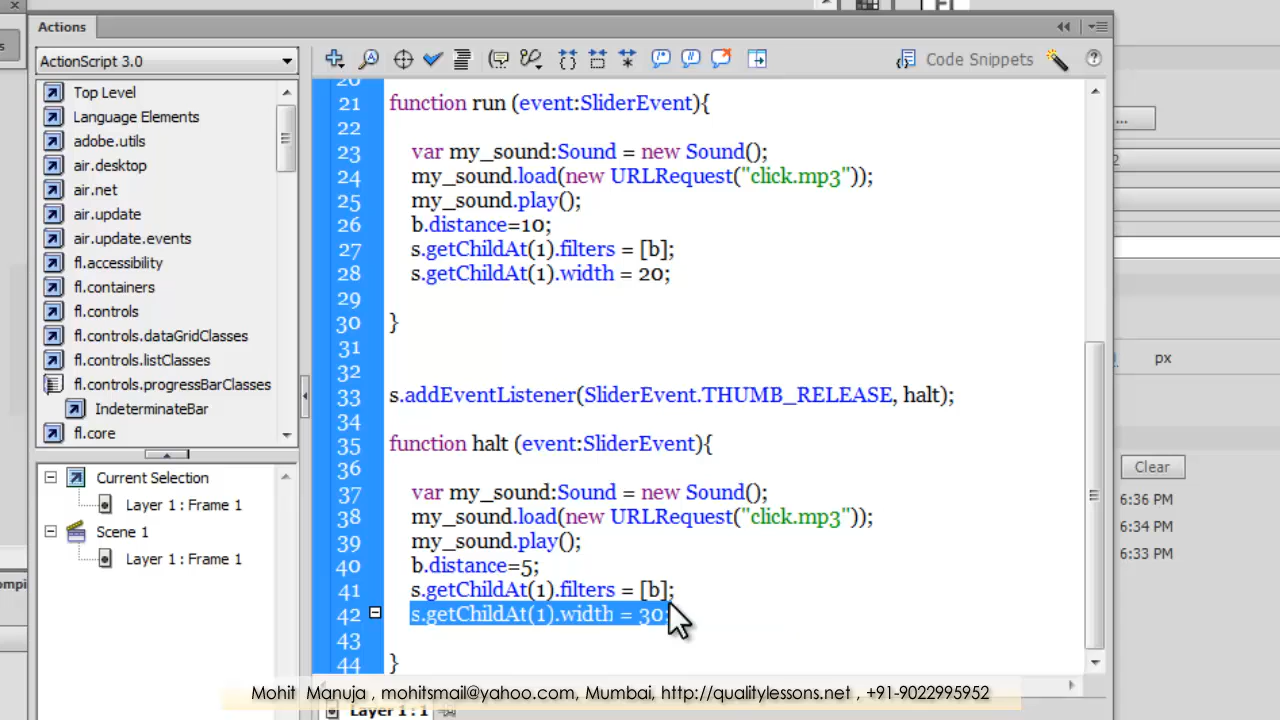 Actions
ActionScript 3.0
Code Snippets
Top Level
Language Elements
adobe.utils
air.desktop
air.net
air.update
air.update.events
fl.accessibility
fl.containers
fl.controls
fl.controls.dataGridClasses
fl.controls.listClasses
fl.controls.progressBarClasses
IndeterminateBar
fl.core
Current Selection
Layer 1 : Frame 1
Scene 1
Layer 1 : Frame 1
20
21 function run (event:SliderEvent){
22
23 var my_sound:Sound = new Sound();
24 my_sound.load(new URLRequest("click.mp3"));
25 my_sound.play();
26 b.distance=10;
27 s.getChildAt(1).filters = [b];
28 s.getChildAt(1).width = 20;
29
30 }
31
32
33 s.addEventListener(SliderEvent.THUMB_RELEASE, halt);
34
35 function halt (event:SliderEvent){
36
37 var my_sound:Sound = new Sound();
38 my_sound.load(new URLRequest("click.mp3"));
39 my_sound.play();
40 b.distance=5;
41 s.getChildAt(1).filters = [b];
42 s.getChildAt(1).width = 30;
43
44 }
...
2
px
Clear
6:36 PM
6:34 PM
6:33 PM
Layer 1 : 1
Mohit Manuja , mohitsmail@yahoo.com, Mumbai, http://qualitylessons.net , +91-9022995952